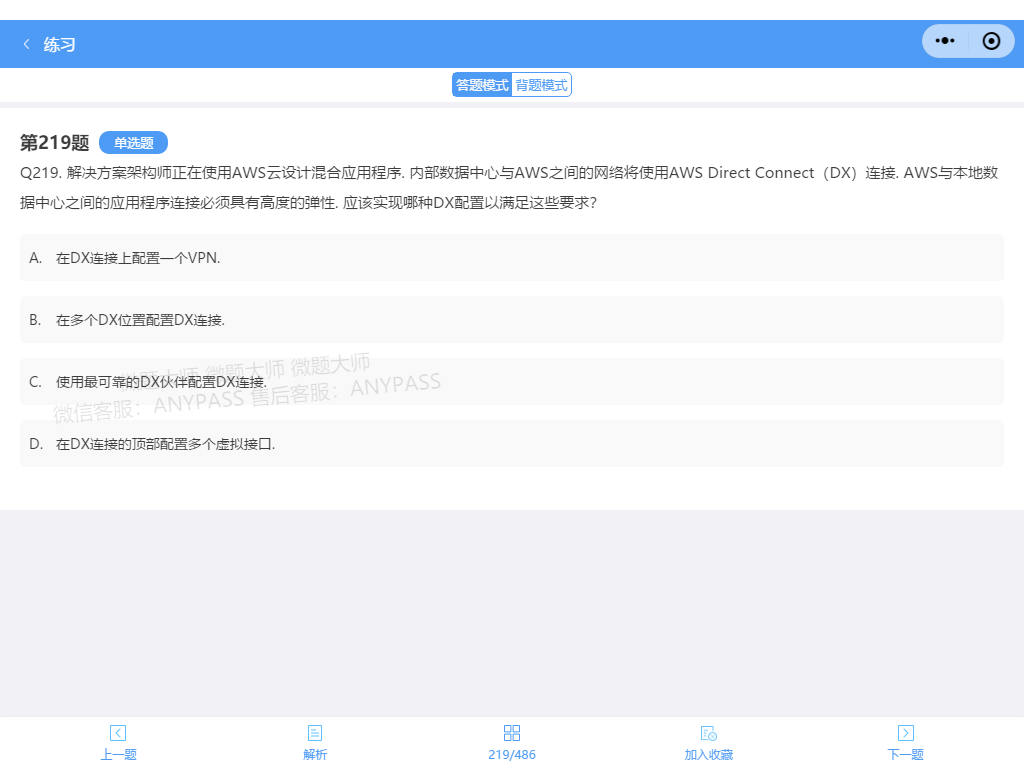 练习
答题模式 背题模式
第219题 单选题
Q219. 解决方案架构师正在使用AWS云设计混合应用程序. 内部数据中心与AWS之间的网络将使用AWS Direct Connect（DX）连接. AWS与本地数
据中心之间的应用程序连接必须具有高度的弹性. 应该实现哪种DX配置以满足这些要求?
A. 在DX连接上配置一个VPN.
B. 在多个DX位置配置DX连接.
C. 使用最可靠的DX伙伴配置DX连接.
微题大师 微题大师 微题大师
微信客服：ANYPASS 售后客服：ANYPASS
D. 在DX连接的顶部配置多个虚拟接口.
上一题 解析 219/486 加入收藏 下一题